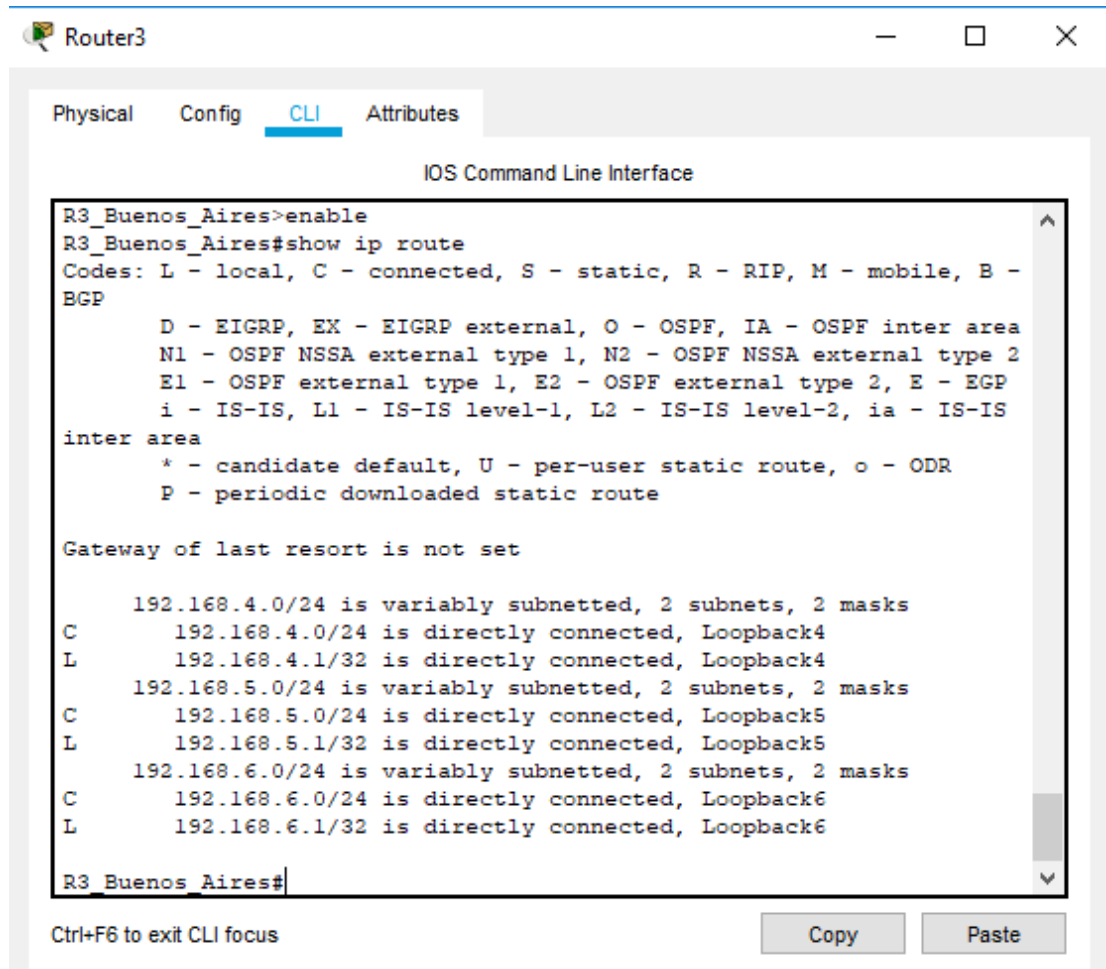 Router3
Physical Config CLI Attributes
IOS Command Line Interface
R3_Buenos_Aires>enable
R3_Buenos_Aires#show ip route
Codes: L - local, C - connected, S - static, R - RIP, M - mobile, B -
BGP
D - EIGRP, EX - EIGRP external, O - OSPF, IA - OSPF inter area
N1 - OSPF NSSA external type 1, N2 - OSPF NSSA external type 2
E1 - OSPF external type 1, E2 - OSPF external type 2, E - EGP
i - IS-IS, L1 - IS-IS level-1, L2 - IS-IS level-2, ia - IS-IS
inter area
* - candidate default, U - per-user static route, o - ODR
P - periodic downloaded static route
Gateway of last resort is not set
192.168.4.0/24 is variably subnetted, 2 subnets, 2 masks
C 192.168.4.0/24 is directly connected, Loopback4
L 192.168.4.1/32 is directly connected, Loopback4
192.168.5.0/24 is variably subnetted, 2 subnets, 2 masks
C 192.168.5.0/24 is directly connected, Loopback5
L 192.168.5.1/32 is directly connected, Loopback5
192.168.6.0/24 is variably subnetted, 2 subnets, 2 masks
C 192.168.6.0/24 is directly connected, Loopback6
L 192.168.6.1/32 is directly connected, Loopback6
R3_Buenos_Aires#
Ctrl+F6 to exit CLI focus Copy Paste